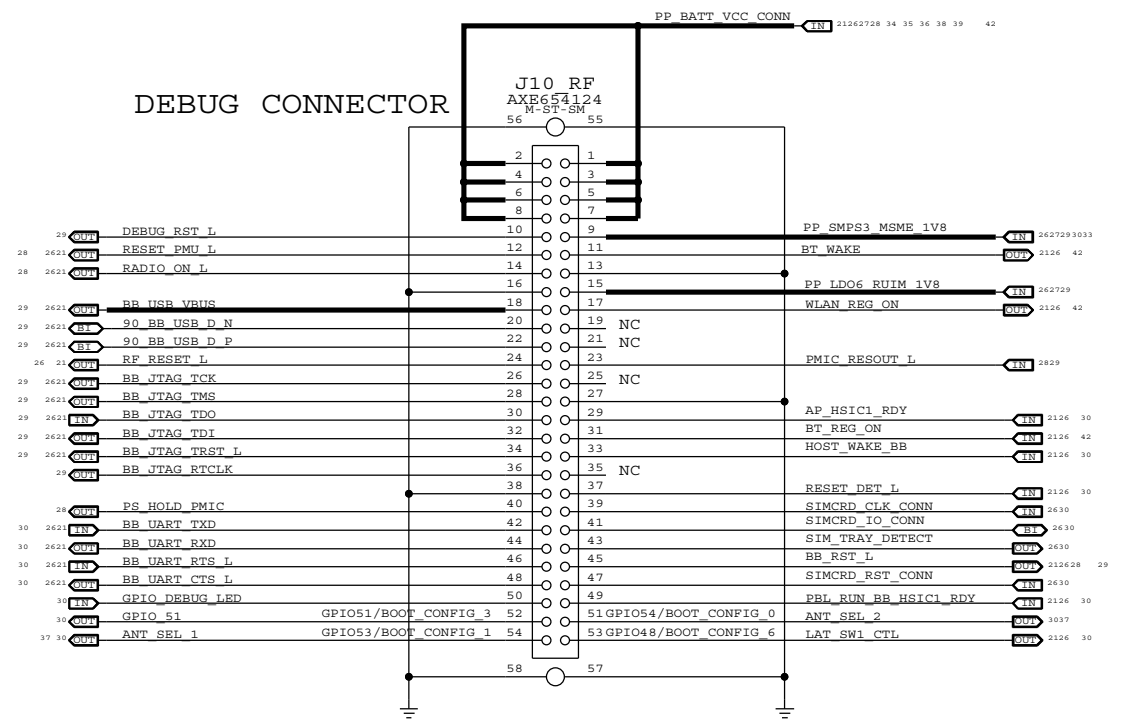 PP_BATT_VCC_CONN IN 21262728 34 35 36 38 39 42
J10_RF
DEBUG CONNECTOR AXE654124
M-ST-SM
56 55
2 1
4 3
6 5
8 7
29 OUT DEBUG_RST_L 10 9 PP_SMPS3_MSME_1V8 IN 2627293033
28 2621 OUT RESET_PMU_L 12 11 BT_WAKE OUT 2126 42
28 2621 OUT RADIO_ON_L 14 13
16 15 PP_LDO6_RUIM_1V8 IN 262729
29 2621 OUT BB_USB_VBUS 18 17 WLAN_REG_ON OUT 2126 42
29 2621 BI 90_BB_USB_D_N 20 19 NC
29 2621 BI 90_BB_USB_D_P 22 21 NC
26 21 OUT RF_RESET_L 24 23 PMIC_RESOUT_L IN 2829
29 2621 OUT BB_JTAG_TCK 26 25 NC
29 2621 OUT BB_JTAG_TMS 28 27
29 2621 IN BB_JTAG_TDO 30 29 AP_HSIC1_RDY IN 2126 30
29 2621 OUT BB_JTAG_TDI 32 31 BT_REG_ON IN 2126 42
29 2621 OUT BB_JTAG_TRST_L 34 33 HOST_WAKE_BB IN 2126 30
29 OUT BB_JTAG_RTCLK 36 35 NC
38 37 RESET_DET_L IN 2126 30
28 OUT PS_HOLD_PMIC 40 39 SIMCRD_CLK_CONN IN 2630
30 2621 IN BB_UART_TXD 42 41 SIMCRD_IO_CONN BI 2630
30 2621 OUT BB_UART_RXD 44 43 SIM_TRAY_DETECT OUT 2630
30 2621 IN BB_UART_RTS_L 46 45 BB_RST_L OUT 212628 29
30 2621 OUT BB_UART_CTS_L 48 47 SIMCRD_RST_CONN IN 2630
30 IN GPIO_DEBUG_LED 50 49 PBL_RUN_BB_HSIC1_RDY IN 2126 30
30 OUT GPIO_51 GPIO51/BOOT_CONFIG_3 52 51 GPIO54/BOOT_CONFIG_0 ANT_SEL_2 OUT 3037
37 30 OUT ANT_SEL_1 GPIO53/BOOT_CONFIG_1 54 53 GPIO48/BOOT_CONFIG_6 LAT_SW1_CTL OUT 2126 30
58 57